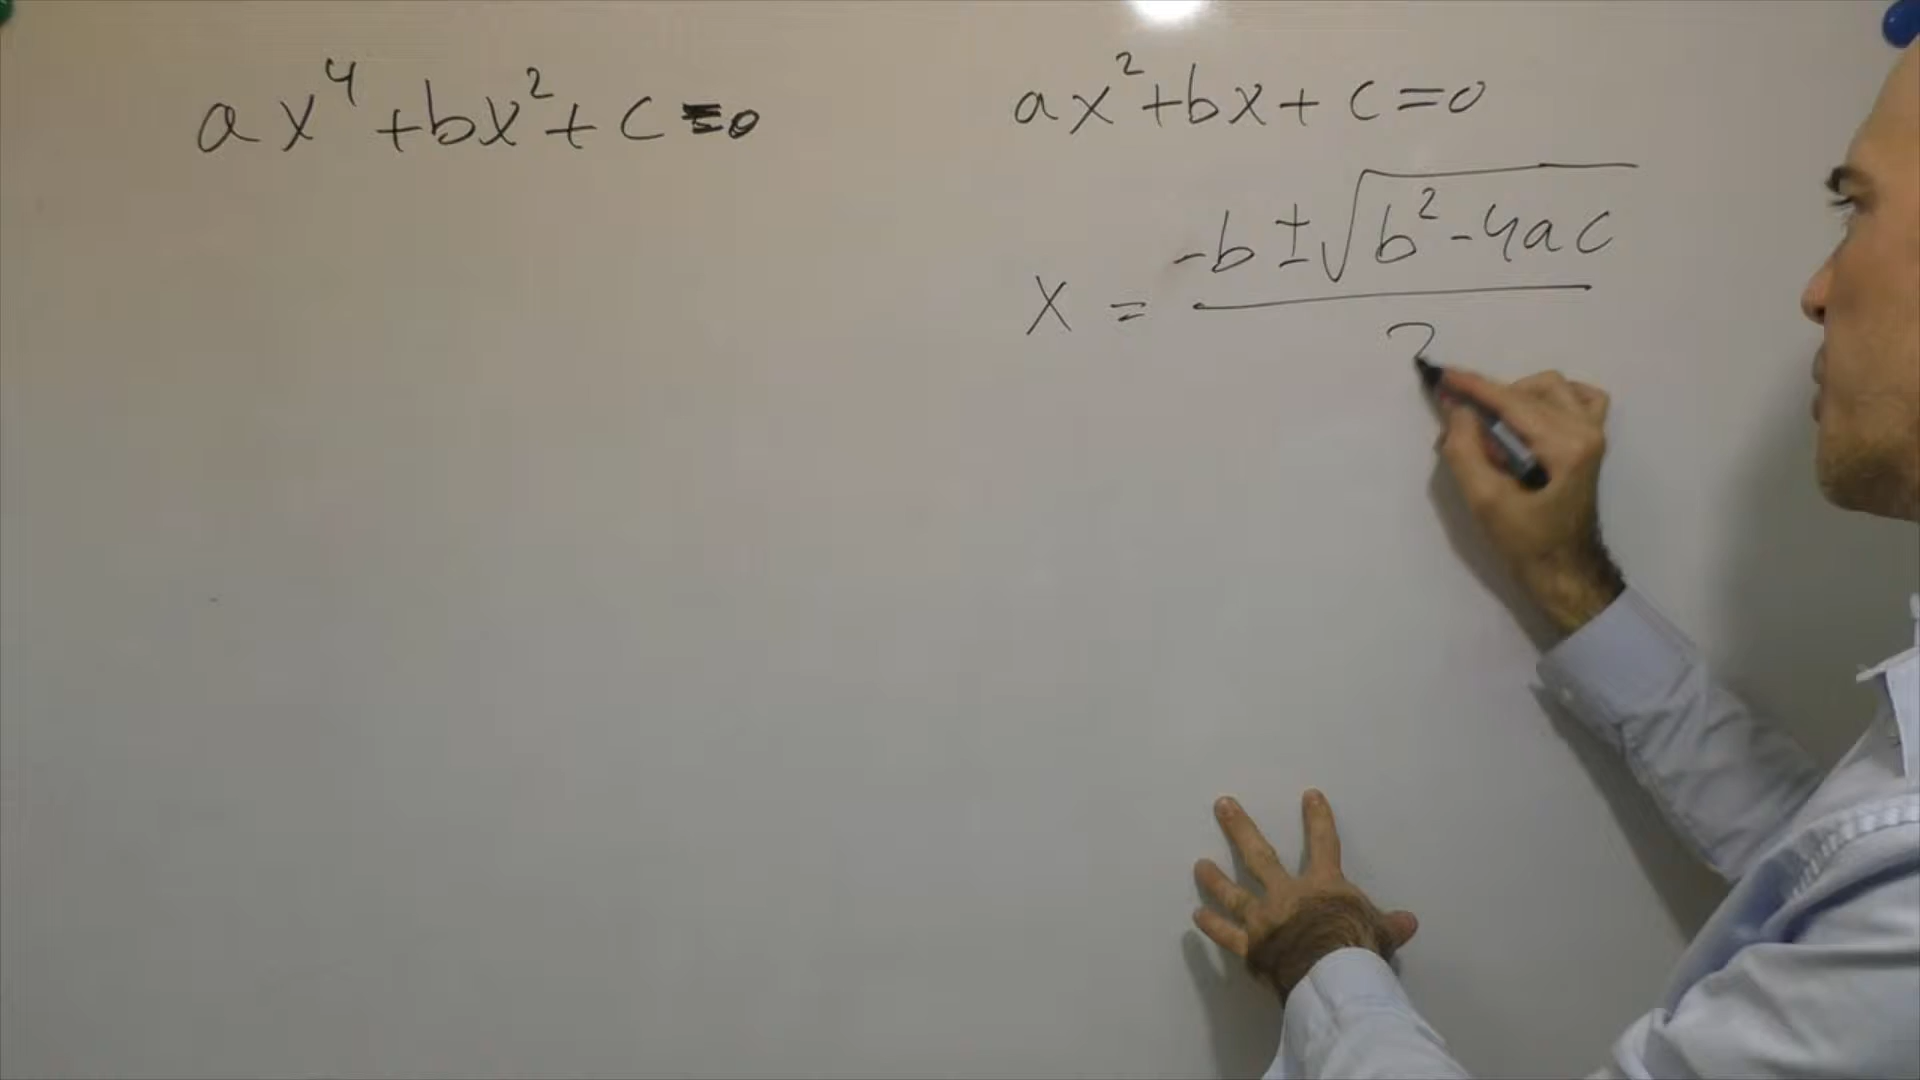 ax⁴+bx²+c=0
ax²+bx+c=0
x = (-b±√(b²-4ac))/2